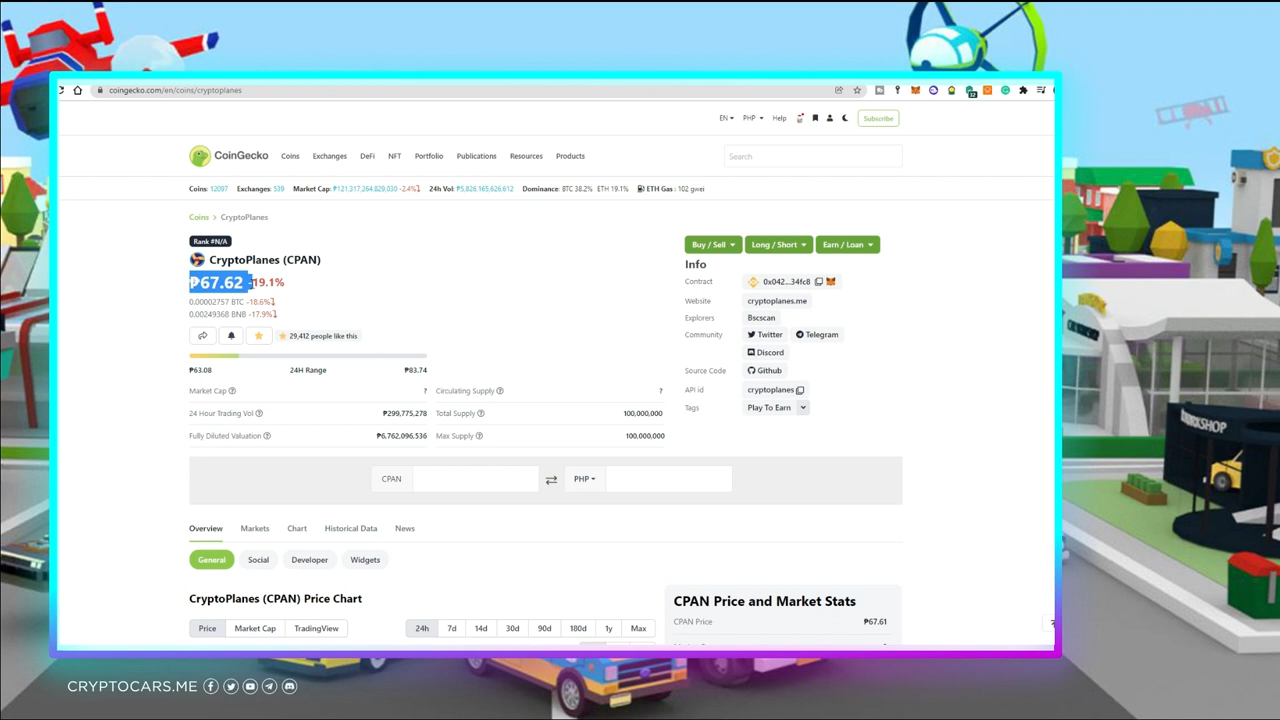 coingecko.com/en/coins/cryptoplanes
12
EN PHP Help Subscribe
CoinGecko Coins Exchanges DeFi NFT Portfolio Publications Resources Products Search
Coins: 12097 Exchanges: 539 Market Cap: ₱121,317,264,829,030 -2.4% 24h Vol: ₱5,826,165,626,612 Dominance: BTC 38.2% ETH 19.1% ETH Gas: 102 gwei
Coins > CryptoPlanes
Rank #N/A
CryptoPlanes (CPAN)
₱67.62 -19.1%
0.00002757 BTC -18.6%
0.00249368 BNB -17.9%
29,412 people like this
₱63.08 24H Range ₱83.74
Market Cap ? Circulating Supply ?
24 Hour Trading Vol ₱299,775,278 Total Supply 100,000,000
Fully Diluted Valuation ₱6,762,096,536 Max Supply 100,000,000
Buy / Sell Long / Short Earn / Loan
Info
Contract 0x042...34fc8
Website cryptoplanes.me
Explorers Bscscan
Community Twitter Telegram
Discord
Source Code Github
API id cryptoplanes
Tags Play To Earn
CPAN PHP
Overview Markets Chart Historical Data News
General Social Developer Widgets
CryptoPlanes (CPAN) Price Chart
Price Market Cap TradingView 24h 7d 14d 30d 90d 180d 1y Max
CPAN Price and Market Stats
CPAN Price ₱67.61
WORKSHOP
CRYPTOCARS.ME